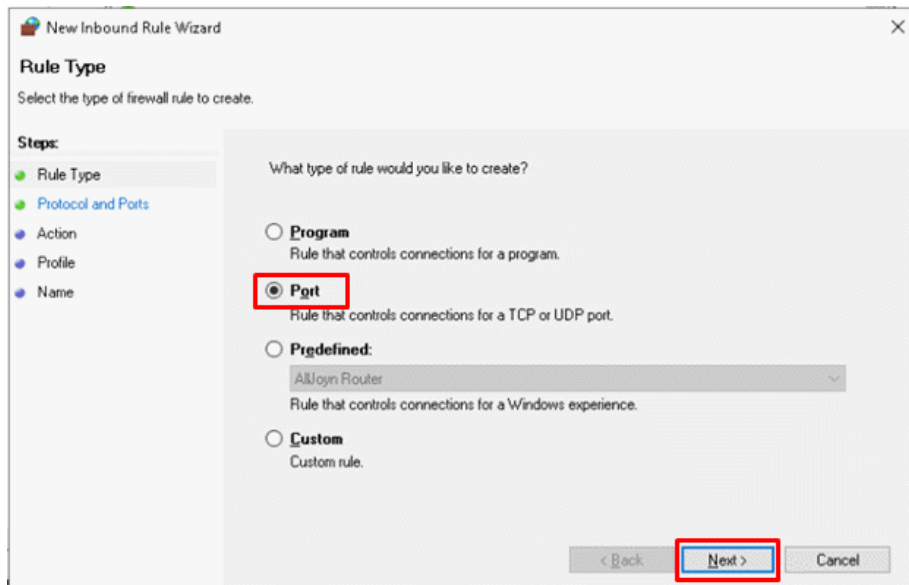 New Inbound Rule Wizard
Rule Type
Select the type of firewall rule to create.
Steps:
Rule Type
Protocol and Ports
Action
Profile
Name
What type of rule would you like to create?
Program
Rule that controls connections for a program.
Port
Rule that controls connections for a TCP or UDP port.
Predefined:
AllJoyn Router
Rule that controls connections for a Windows experience.
Custom
Custom rule.
< Back
Next >
Cancel